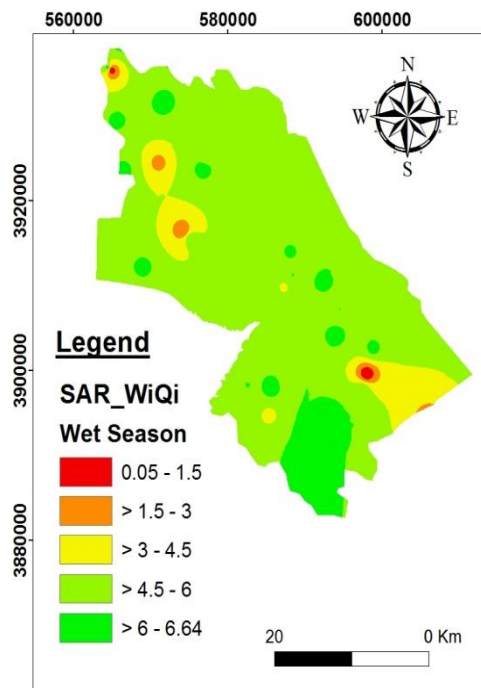 560000 580000 600000
N
W E
S
3920000
3900000
3880000
Legend
SAR_WiQi
Wet Season
0.05 - 1.5
> 1.5 - 3
> 3 - 4.5
> 4.5 - 6
> 6 - 6.64
20 0 Km